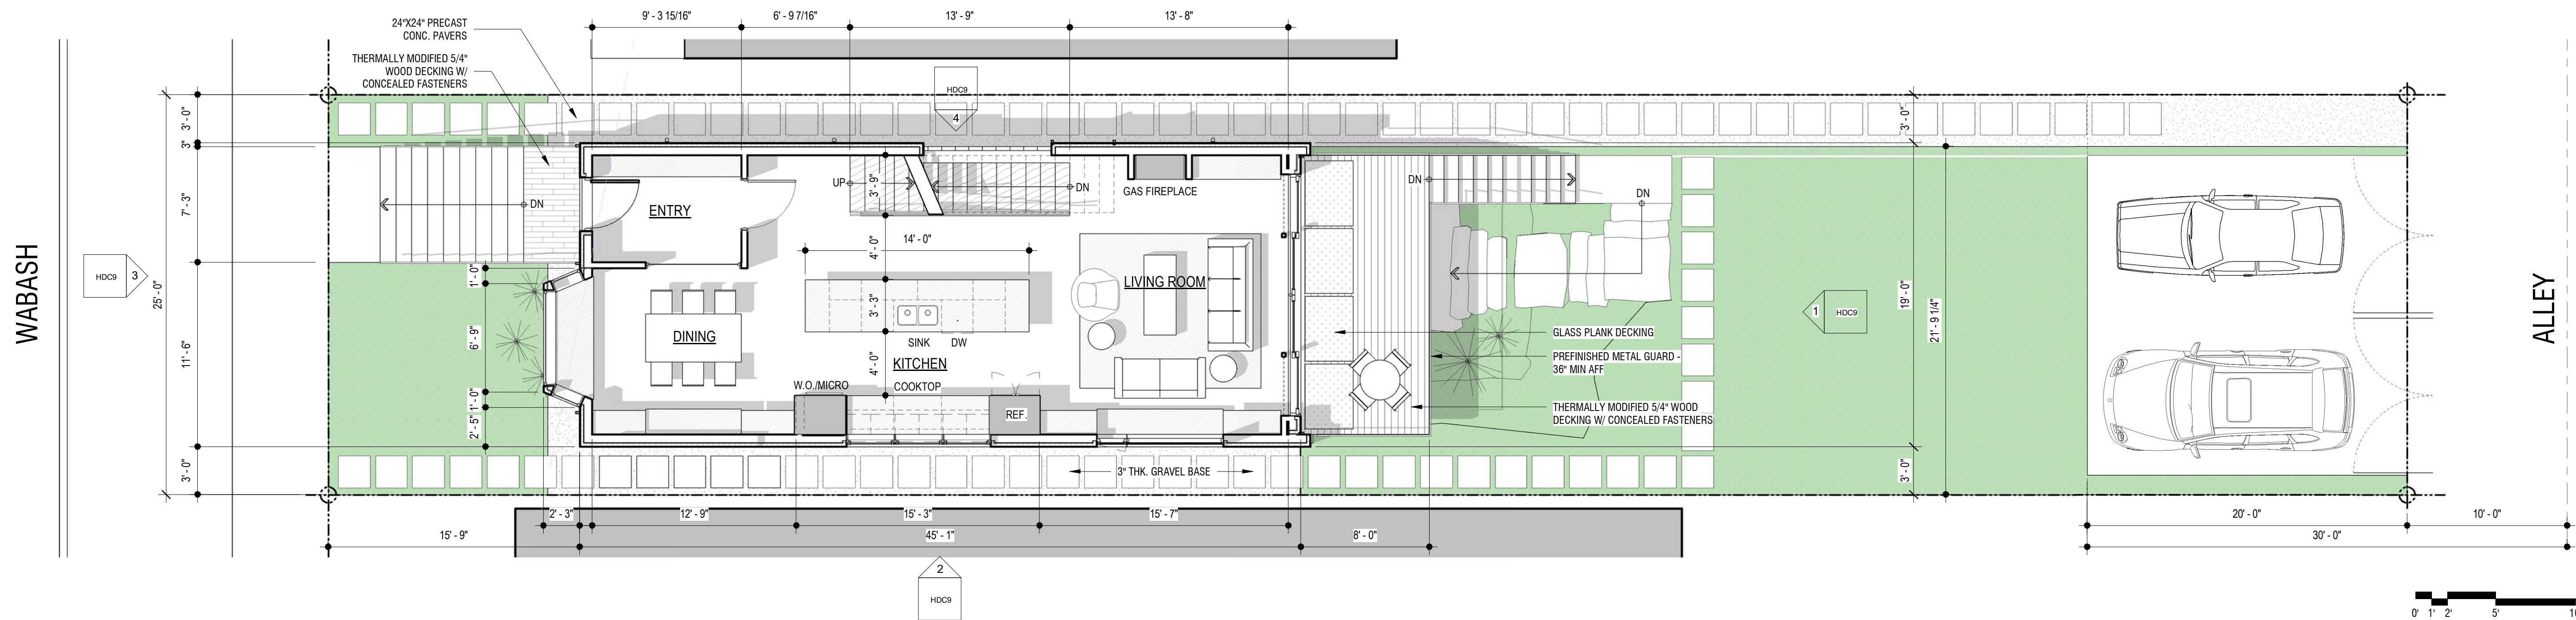 9' - 3 15/16"
6' - 9 7/16"
13' - 9"
13' - 8"
24"X24" PRECAST
CONC. PAVERS
THERMALLY MODIFIED 5/4"
WOOD DECKING W/
CONCEALED FASTENERS
HDC9
4
3' - 0"
3"
7' - 3"
25' - 0"
11' - 6"
3' - 0"
WABASH
HDC9
3
DN
ENTRY
UP
3' - 9"
DN
GAS FIREPLACE
DN
DN
14' - 0"
4' - 0"
3' - 3"
4' - 0"
LIVING ROOM
1' - 0"
6' - 9"
1' - 0"
2' - 5"
DINING
SINK
DW
KITCHEN
W.O./MICRO
COOKTOP
REF.
GLASS PLANK DECKING
PREFINISHED METAL GUARD -
36" MIN AFF
THERMALLY MODIFIED 5/4" WOOD
DECKING W/ CONCEALED FASTENERS
1
HDC9
3' - 0"
19' - 0"
21' - 9 1/4"
3' - 0"
ALLEY
3" THK. GRAVEL BASE
2' - 3"
12' - 9"
15' - 3"
15' - 7"
20' - 0"
10' - 0"
15' - 9"
45' - 1"
8' - 0"
30' - 0"
2
HDC9
0' 1' 2' 5'